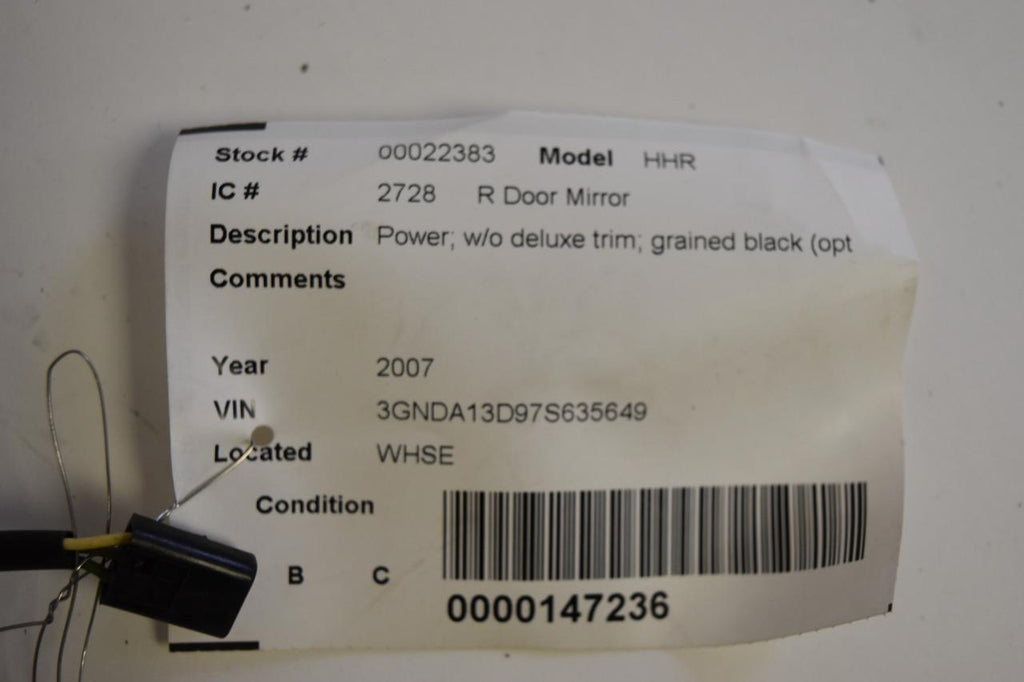 Stock # 00022383 Model HHR
IC # 2728 R Door Mirror
Description Power; w/o deluxe trim; grained black (opt
Comments
Year 2007
VIN 3GNDA13D97S635649
Located WHSE
Condition
B C
0000147236